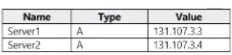 Name Type Value
Server1 A 131.107.3.3
Server2 A 131.107.3.4